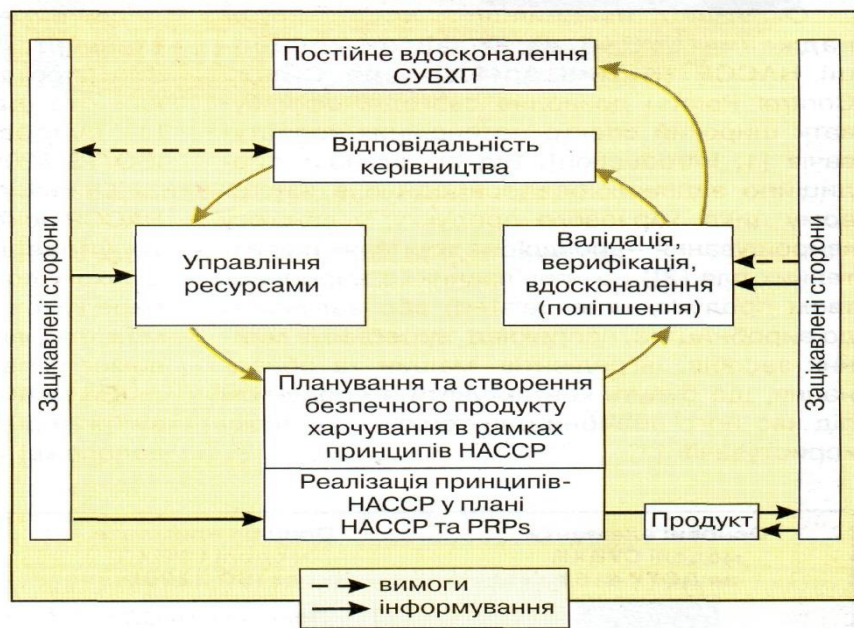 Постійне вдосконалення
СУБХП
Відповідальність
керівництва
Зацікавлені сторони
Управління
ресурсами
Валідація,
верифікація,
вдосконалення
(поліпшення)
Зацікавлені сторони
Планування та створення
безпечного продукту
харчування в рамках
принципів НАССР
Реалізація принципів-
НАССР у плані
НАССР та PRPs
Продукт
вимоги
інформування